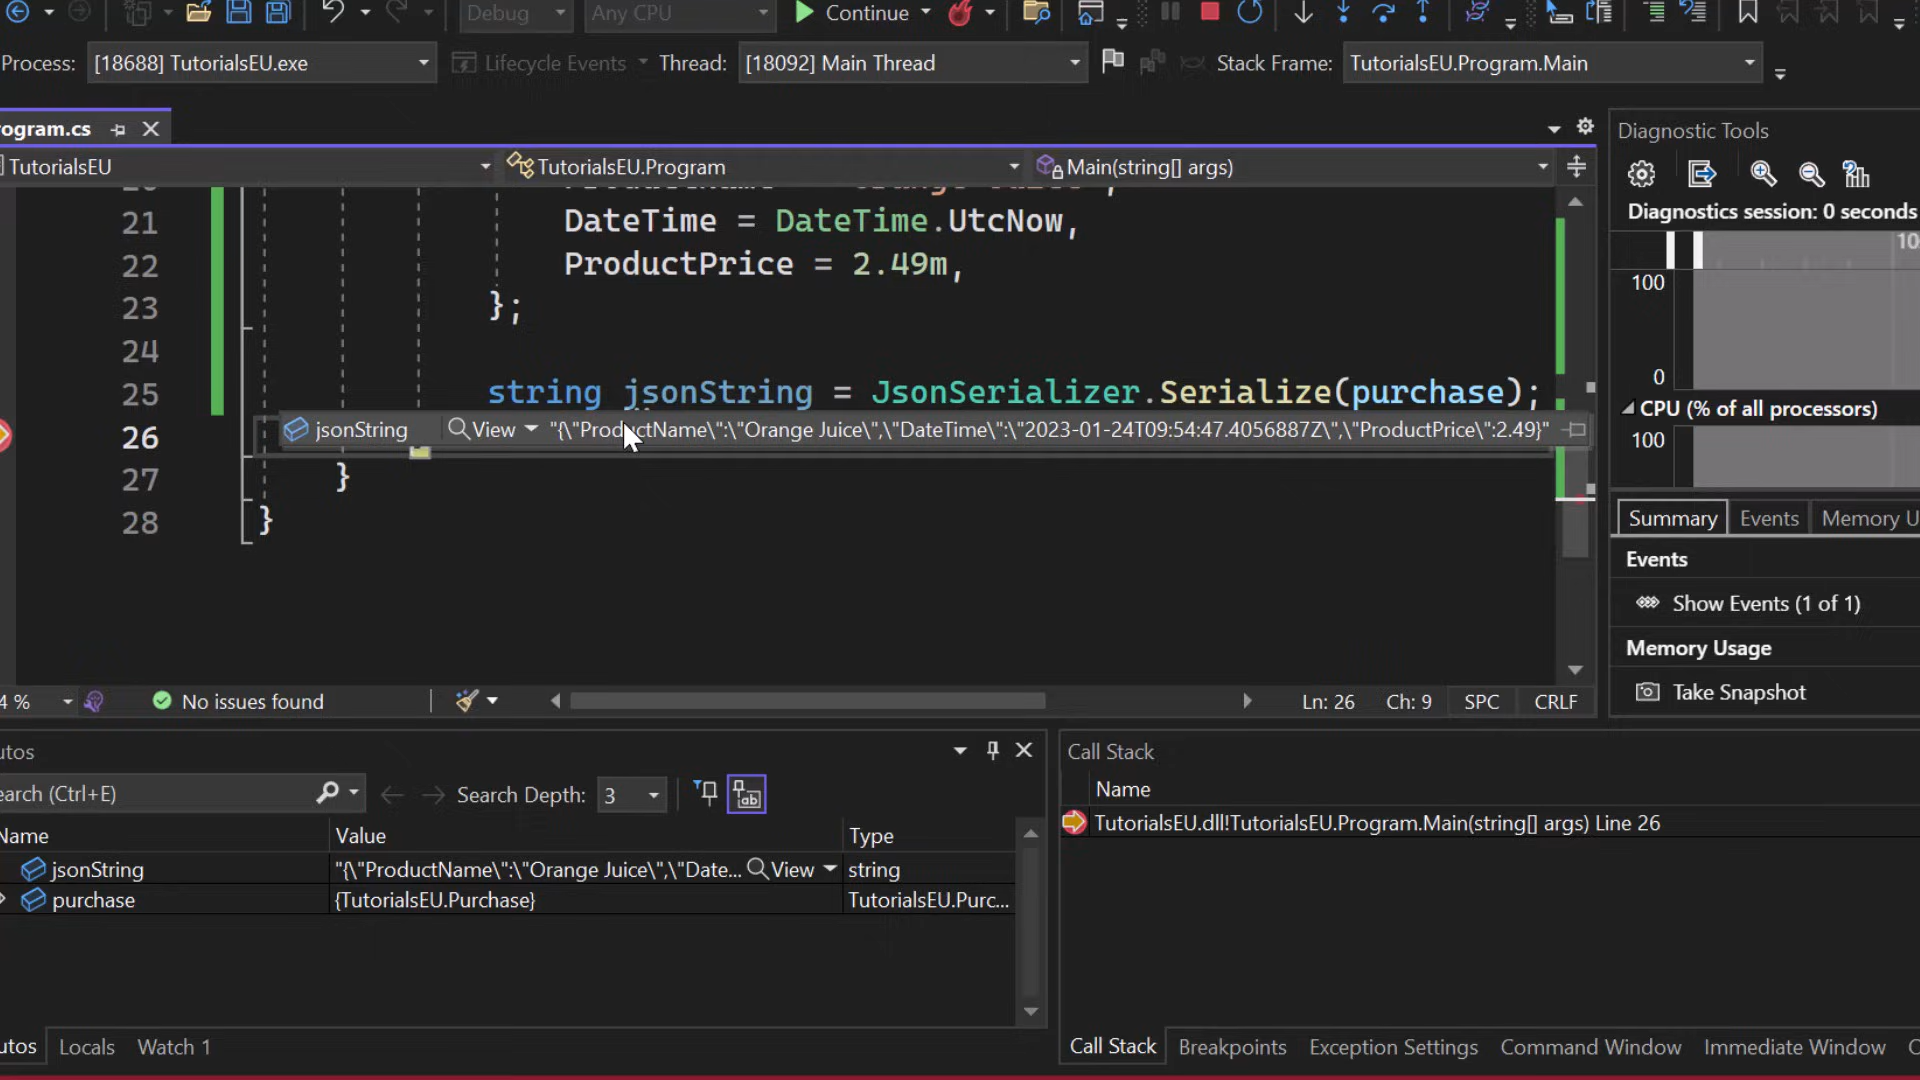 Debug Any CPU Continue
Process: [18688] TutorialsEU.exe Lifecycle Events Thread: [18092] Main Thread Stack Frame: TutorialsEU.Program.Main
ogram.cs
TutorialsEU TutorialsEU.Program Main(string[] args)
21 DateTime = DateTime.UtcNow,
22 ProductPrice = 2.49m,
23 };
24
25 string jsonString = JsonSerializer.Serialize(purchase);
26 jsonString View "{\"ProductName\":\"Orange Juice\",\"DateTime\":\"2023-01-24T09:54:47.4056887Z\",\"ProductPrice\":2.49}"
27 }
28 }
4 % No issues found Ln: 26 Ch: 9 SPC CRLF
Diagnostic Tools
Diagnostics session: 0 seconds
10
100
0
CPU (% of all processors)
100
Summary Events Memory U
Events
Show Events (1 of 1)
Memory Usage
Take Snapshot
utos
earch (Ctrl+E) Search Depth: 3
Name Value Type
jsonString "{\"ProductName\":\"Orange Juice\",\"Date... View string
purchase {TutorialsEU.Purchase} TutorialsEU.Purc...
utos Locals Watch 1
Call Stack
Name
TutorialsEU.dll!TutorialsEU.Program.Main(string[] args) Line 26
Call Stack Breakpoints Exception Settings Command Window Immediate Window